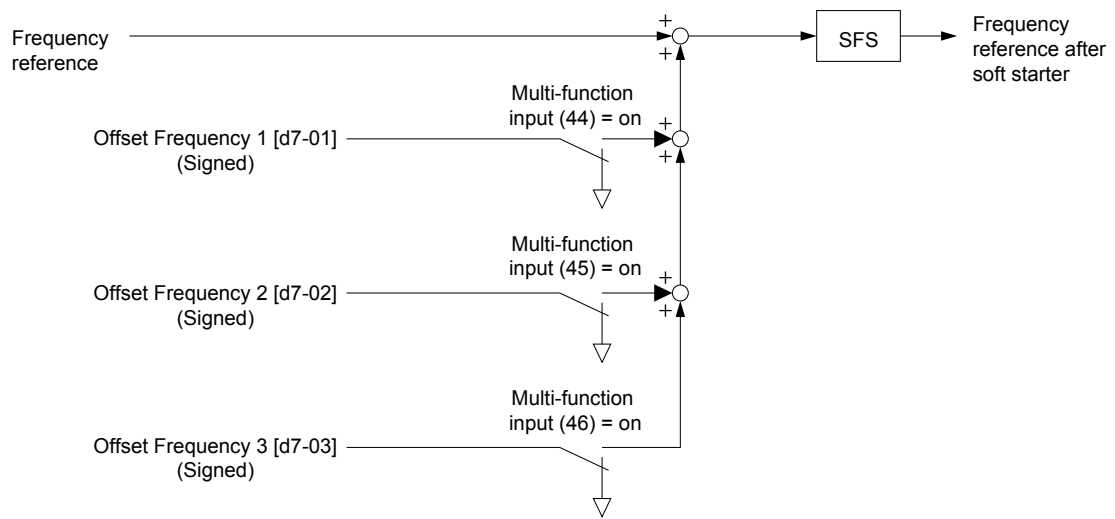 Frequency
reference
+
+
SFS
Frequency
reference after
soft starter
Multi-function
input (44) = on
Offset Frequency 1 [d7-01]
(Signed)
+
+
Multi-function
input (45) = on
Offset Frequency 2 [d7-02]
(Signed)
+
+
Multi-function
input (46) = on
Offset Frequency 3 [d7-03]
(Signed)